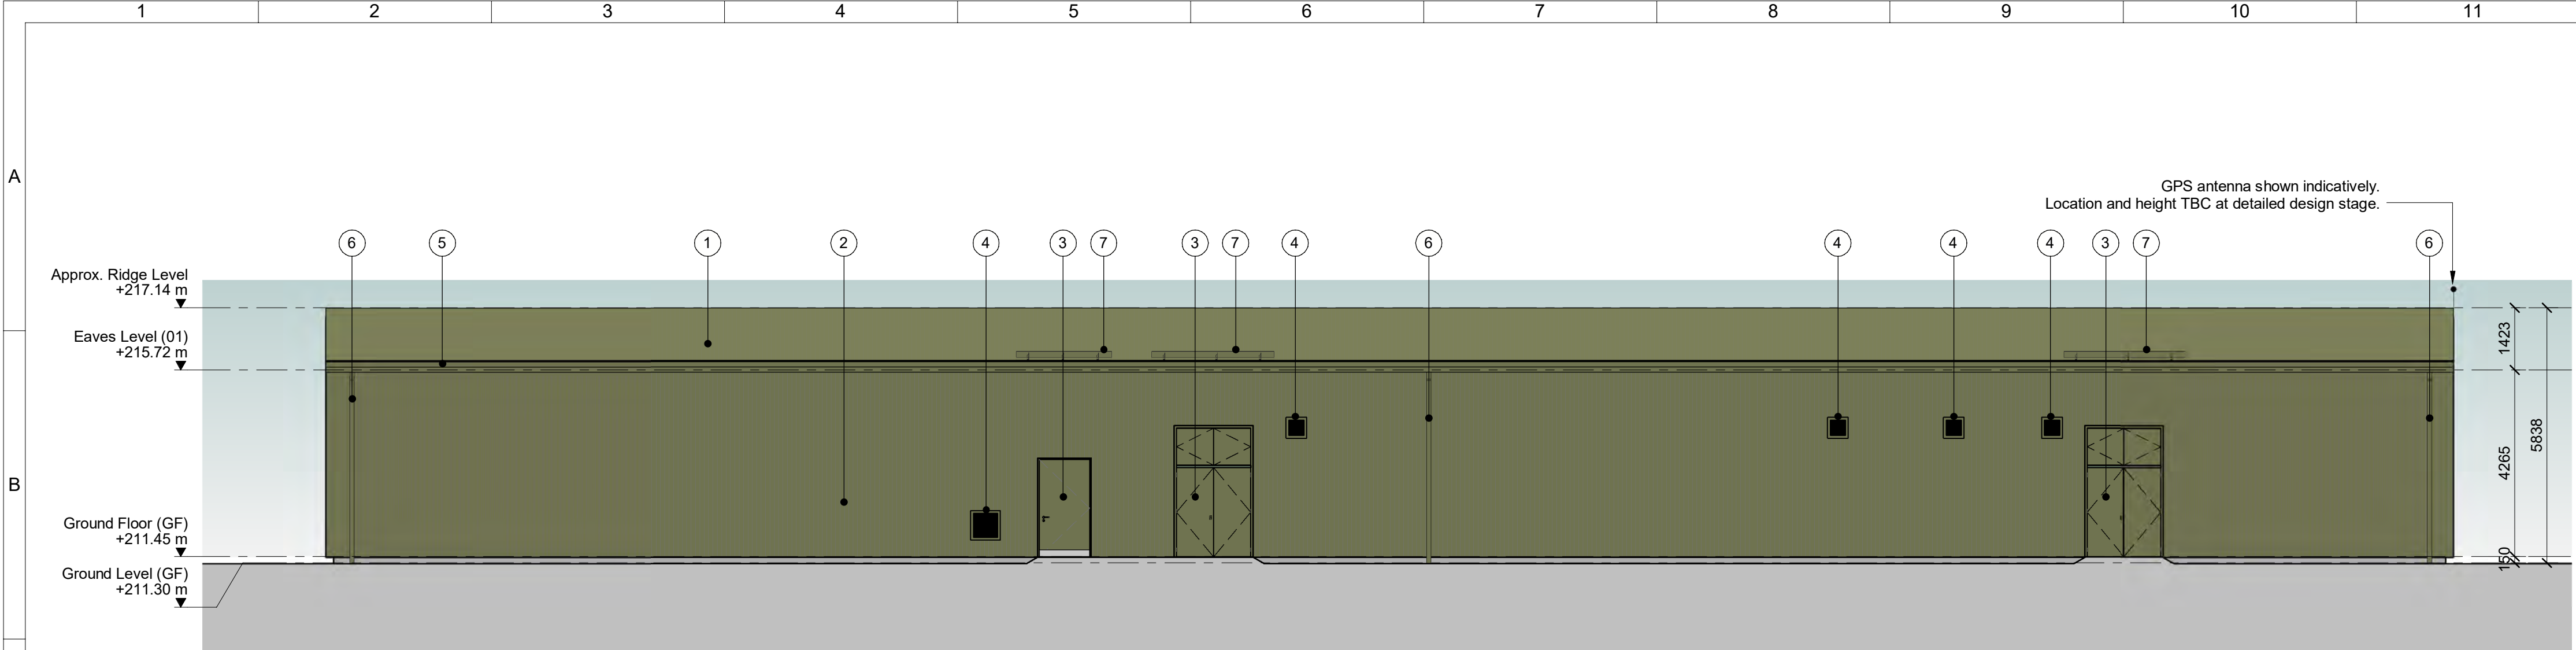 1 2 3 4 5 6 7 8 9 10 11
A
GPS antenna shown indicatively.
Location and height TBC at detailed design stage.
6 5 1 2 4 3 7 3 7 4 6 4 4 4 3 7 6
Approx. Ridge Level
+217.14 m
Eaves Level (01)
+215.72 m
1423
4265
5838
B
Ground Floor (GF)
+211.45 m
150
Ground Level (GF)
+211.30 m